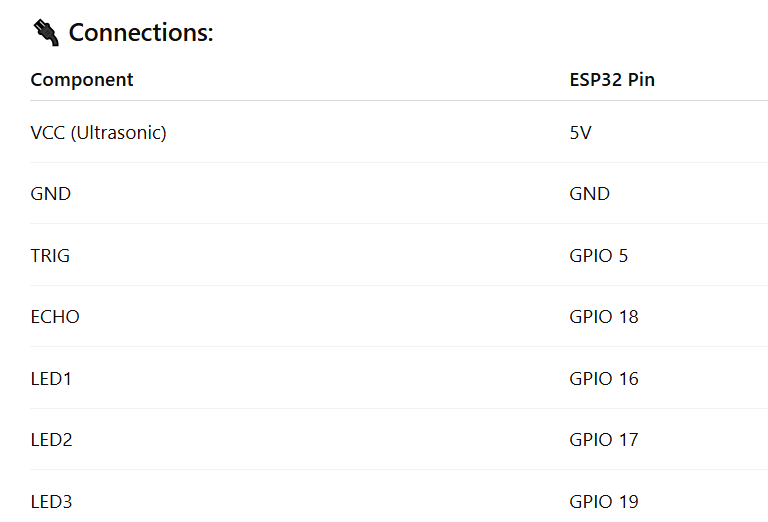 Connections:
Component ESP32 Pin
VCC (Ultrasonic) 5V
GND GND
TRIG GPIO 5
ECHO GPIO 18
LED1 GPIO 16
LED2 GPIO 17
LED3 GPIO 19